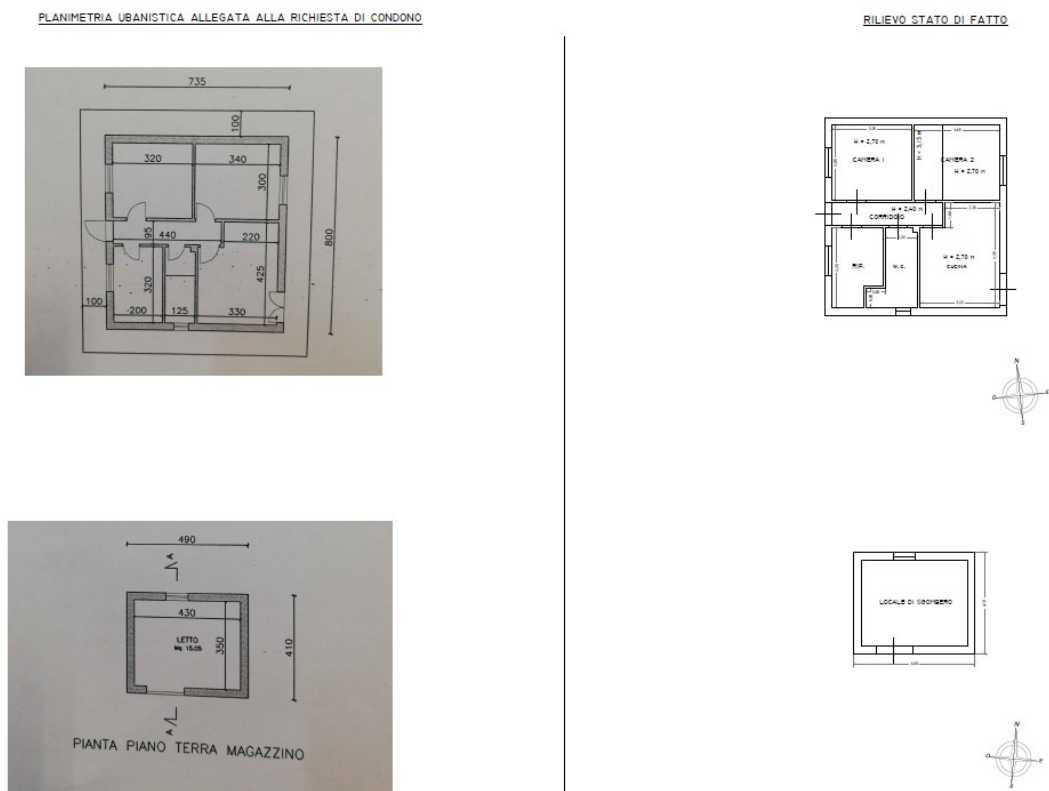 PLANIMETRIA UBANISTICA ALLEGATA ALLA RICHIESTA DI CONDONO
RILIEVO STATO DI FATTO
735
100
320
340
300
95
440
220
800
320
425
100
200
125
330
H = 2,70 m
CAMERA 1
CAMERA 2
H = 2,70 m
H = 2,40 m
CORRIDOIO
RIP.
W.C.
H = 2,70 m
CUCINA
N
E
S
490
A
430
LETTO
Mq 15.05
350
410
A
PIANTA PIANO TERRA MAGAZZINO
LOCALE DI SGOMBERO
N
O
E
S